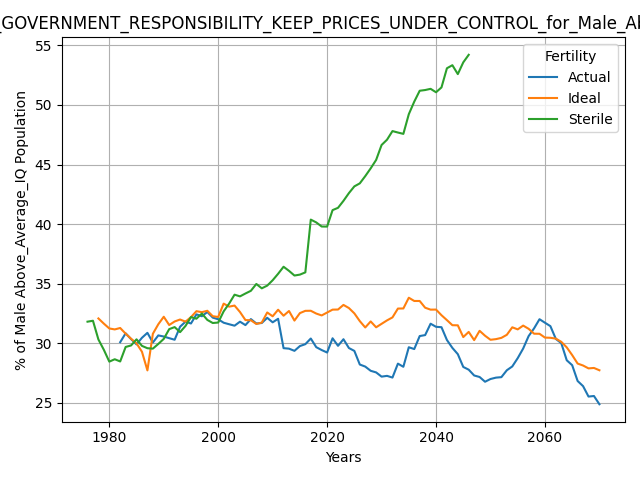 _GOVERNMENT_RESPONSIBILITY_KEEP_PRICES_UNDER_CONTROL_for_Male_A
Fertility
Actual
Ideal
Sterile
% of Male Above_Average_IQ Population
55
50
45
40
35
30
25
1980
2000
2020
2040
2060
Years